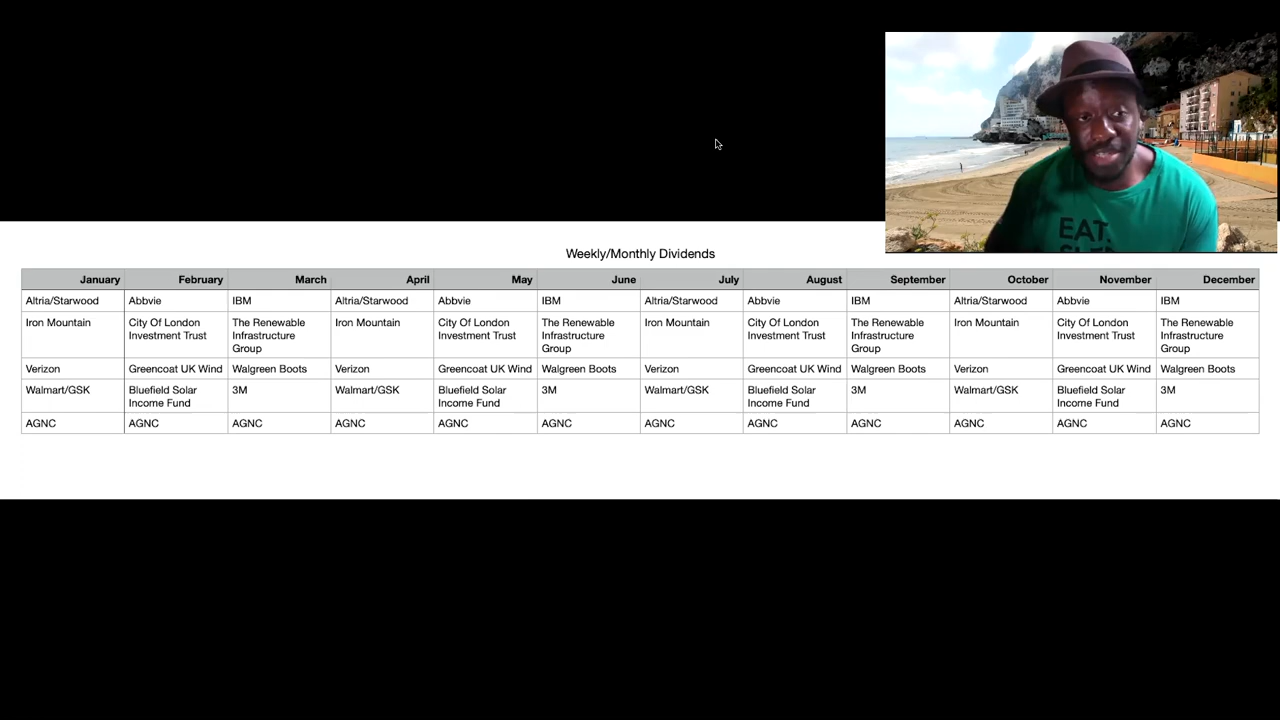 EAT.
Weekly/Monthly Dividends
January February March April May June July August September October November December
Altria/Starwood Abbvie IBM Altria/Starwood Abbvie IBM Altria/Starwood Abbvie IBM Altria/Starwood Abbvie IBM
Iron Mountain City Of London The Renewable Iron Mountain City Of London The Renewable Iron Mountain City Of London The Renewable Iron Mountain City Of London The Renewable
Investment Trust Infrastructure Investment Trust Infrastructure Investment Trust Infrastructure Investment Trust Infrastructure
Group Group Group Group
Verizon Greencoat UK Wind Walgreen Boots Verizon Greencoat UK Wind Walgreen Boots Verizon Greencoat UK Wind Walgreen Boots Verizon Greencoat UK Wind Walgreen Boots
Walmart/GSK Bluefield Solar 3M Walmart/GSK Bluefield Solar 3M Walmart/GSK Bluefield Solar 3M Walmart/GSK Bluefield Solar 3M
Income Fund Income Fund Income Fund Income Fund
AGNC AGNC AGNC AGNC AGNC AGNC AGNC AGNC AGNC AGNC AGNC AGNC